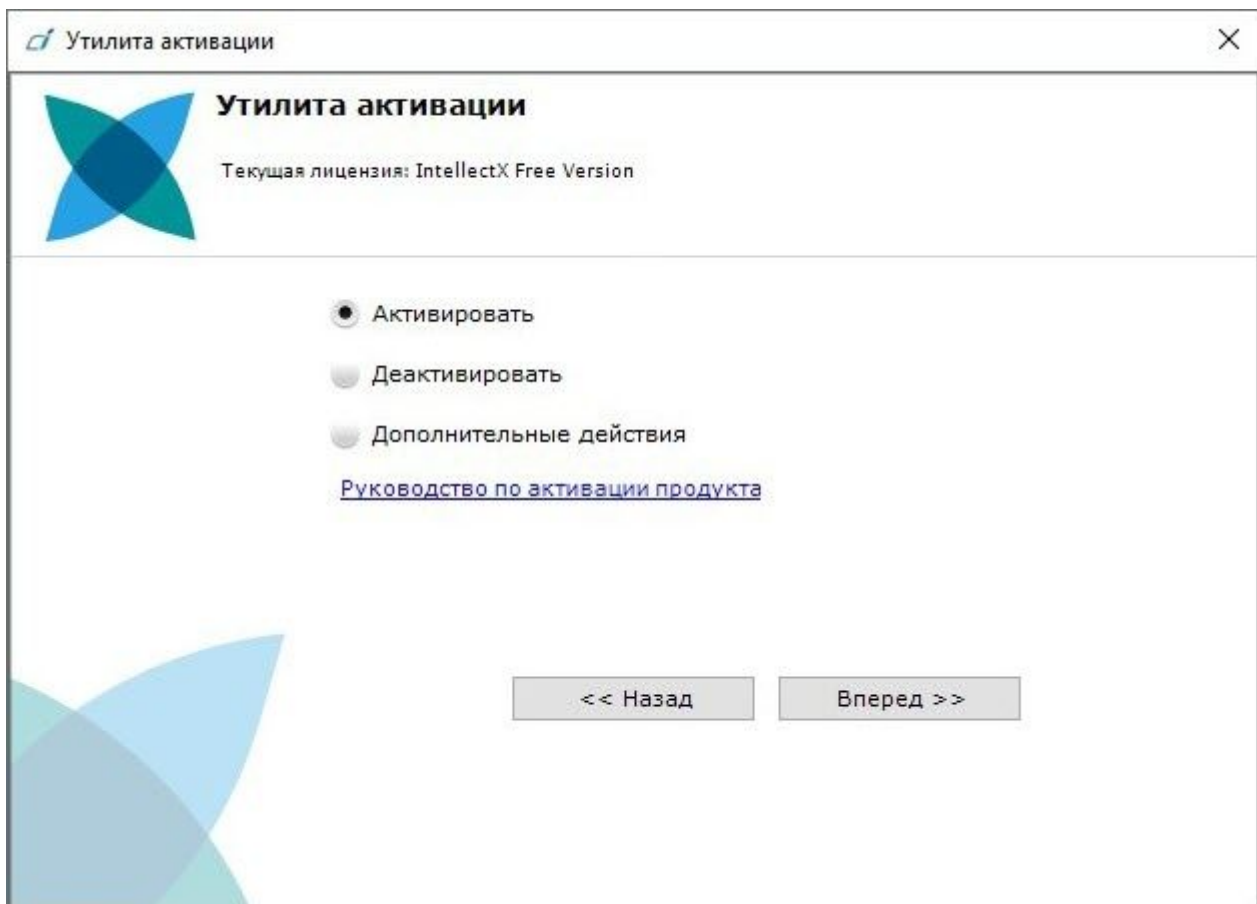 Утилита активации
Утилита активации
Текущая лицензия: IntellectX Free Version
Активировать
Деактивировать
Дополнительные действия
Руководство по активации продукта
<< Назад
Вперед >>